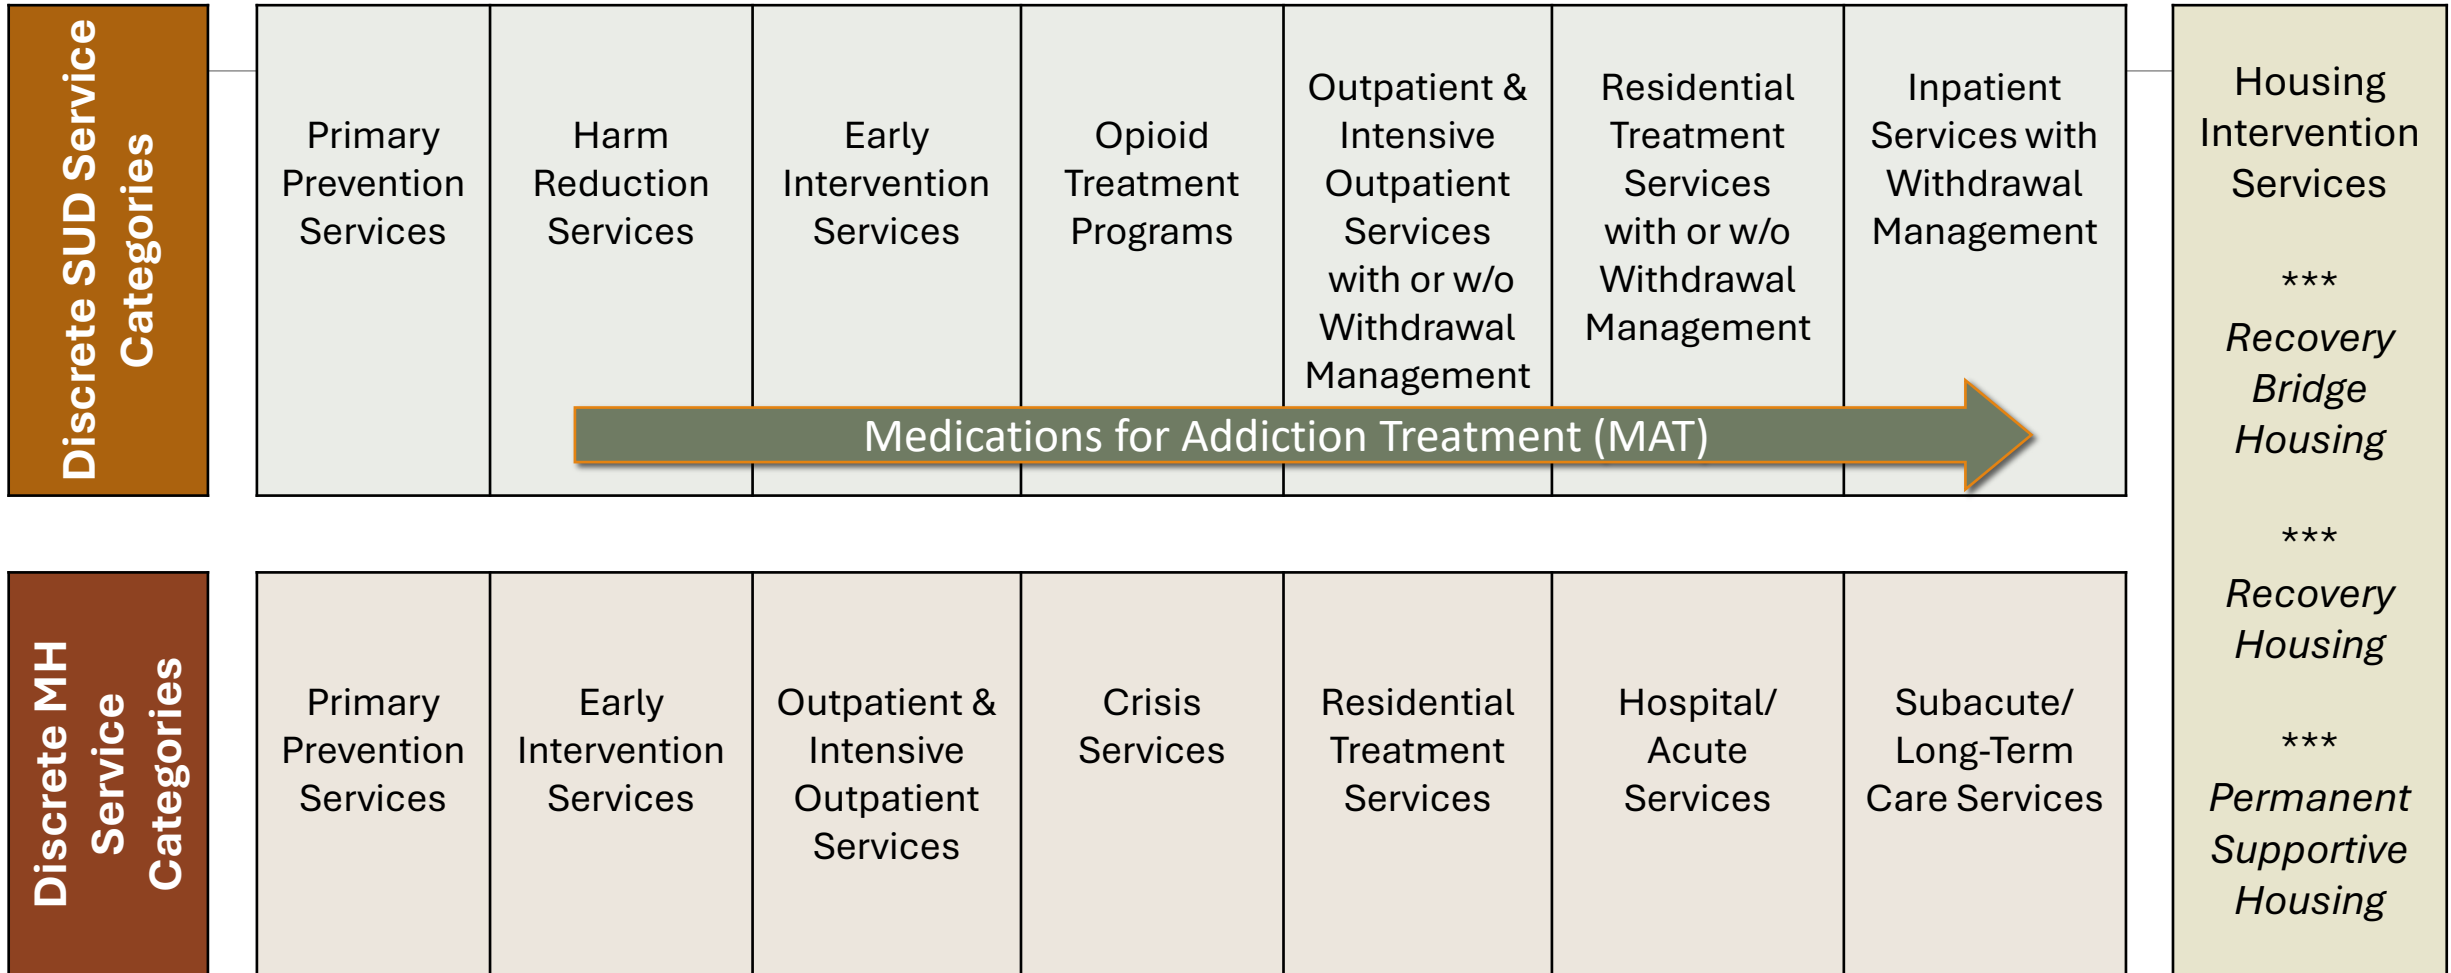 Discrete SUD Service
Categories
Primary
Prevention
Services
Harm
Reduction
Services
Early
Intervention
Services
Opioid
Treatment
Programs
Outpatient &
Intensive
Outpatient
Services
with or w/o
Withdrawal
Management
Residential
Treatment
Services
with or w/o
Withdrawal
Management
Inpatient
Services with
Withdrawal
Management
Medications for Addiction Treatment (MAT)
Discrete MH
Service
Categories
Primary
Prevention
Services
Early
Intervention
Services
Outpatient &
Intensive
Outpatient
Services
Crisis
Services
Residential
Treatment
Services
Hospital/
Acute
Services
Subacute/
Long-Term
Care Services
Housing
Intervention
Services
***
Recovery
Bridge
Housing
***
Recovery
Housing
***
Permanent
Supportive
Housing